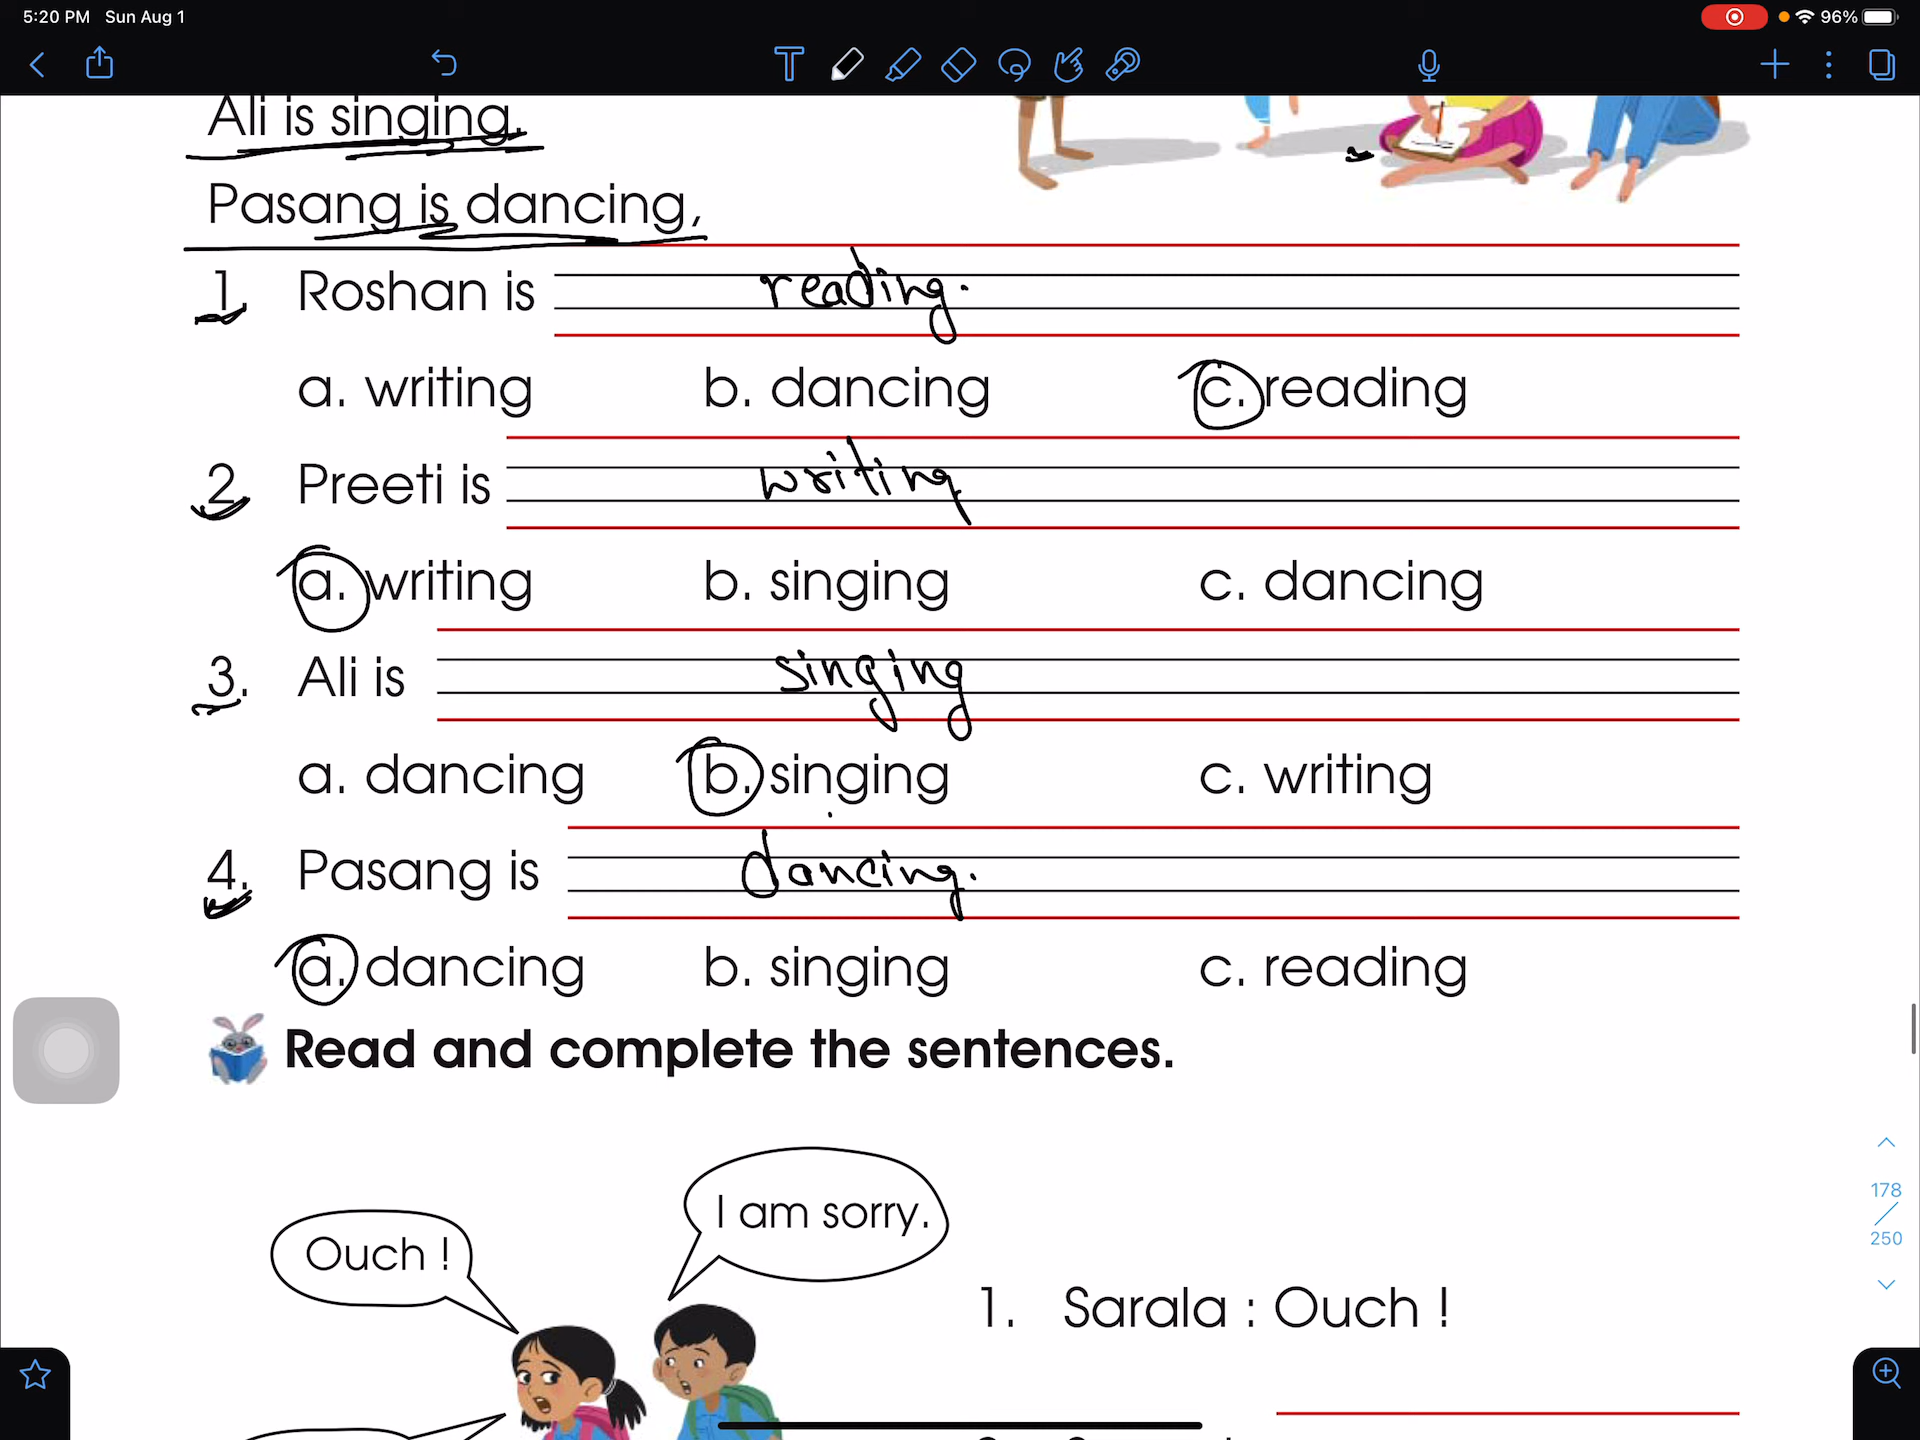 5:20 PM Sun Aug 1 96%
Ali is singing.
Pasang is dancing,
1. Roshan is reading.
a. writing b. dancing c. reading
2. Preeti is writing
a. writing b. singing c. dancing
3. Ali is singing
a. dancing b. singing c. writing
4. Pasang is dancing.
a. dancing b. singing c. reading
Read and complete the sentences.
I am sorry.
Ouch !
1. Sarala : Ouch !
178
250